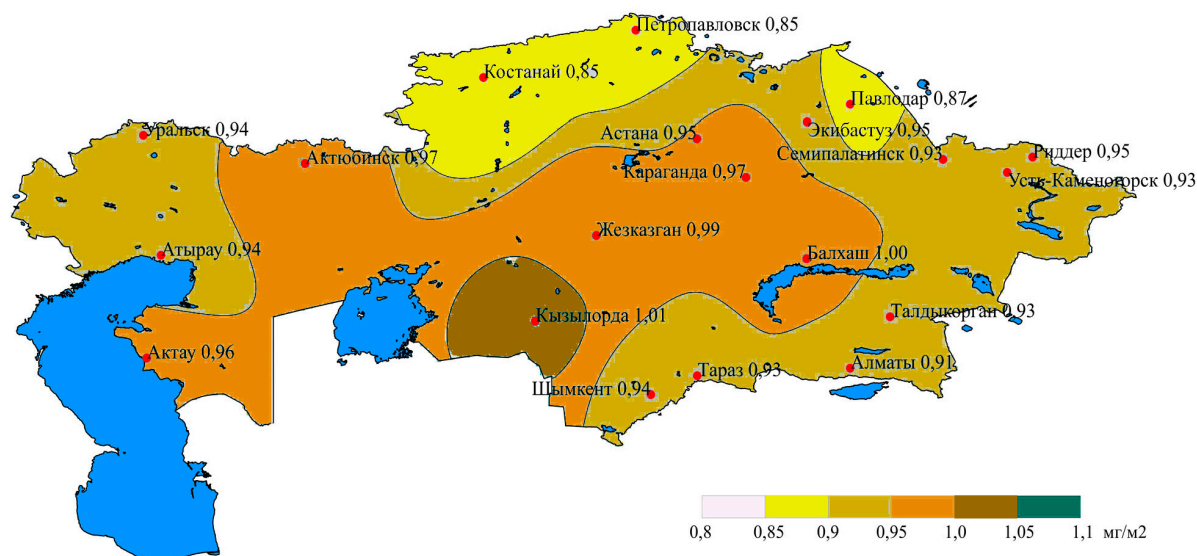 Петропавловск 0,85
Костанай 0,85
Павлодар 0,87
Уральск 0,94
Экибастуз 0,95
Астана 0,95
Актюбинск 0,97
Семипалатинск 0,93
Риддер 0,95
Караганда 0,97
Усть-Каменогорск 0,93
Жезказган 0,99
Атырау 0,94
Балхаш 1,00
Кызылорда 1,01
Талдыкорган 0,93
Актау 0,96
Алматы 0,91
Тараз 0,93
Шымкент 0,94
0,8 0,85 0,9 0,95 1,0 1,05 1,1 мг/м2